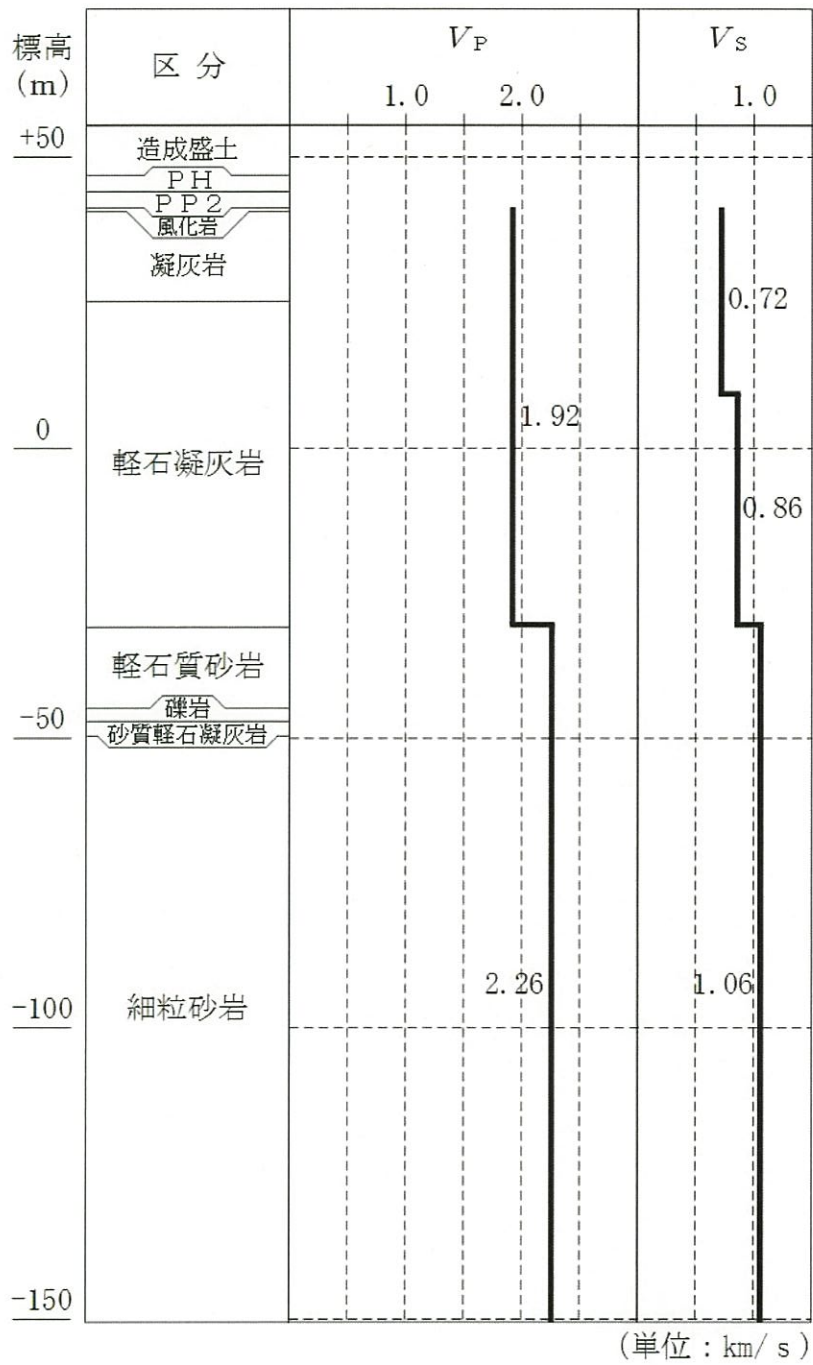 標高
(m)
区 分
VP
VS
1.0 2.0
1.0
+50
造成盛土
PH
PP2
風化岩
凝灰岩
0.72
1.92
0
軽石凝灰岩
0.86
軽石質砂岩
礫岩
-50
砂質軽石凝灰岩
2.26
1.06
-100
細粒砂岩
-150
(単位：km/s)